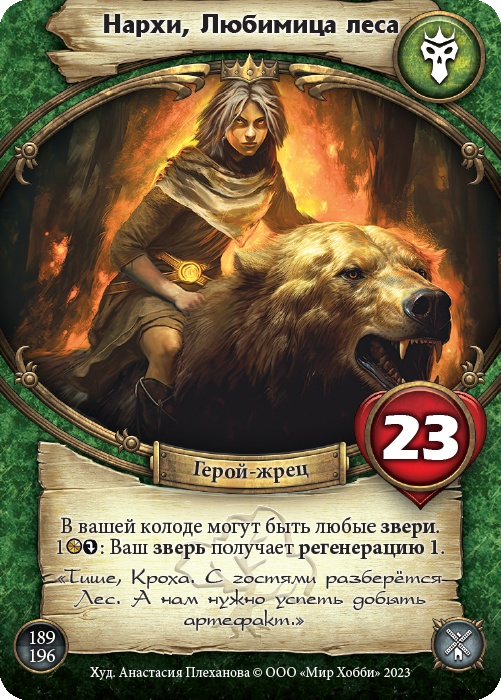 Нархи, Любимица леса
23
Герой-жрец
В вашей колоде могут быть любые звери.
1: Ваш зверь получает регенерацию 1.
«Тише, Кроха. С гостями разберётся
Лес. А нам нужно успеть добыть
артефакт.»
189
196
Худ. Анастасия Плеханова © ООО «Мир Хобби» 2023